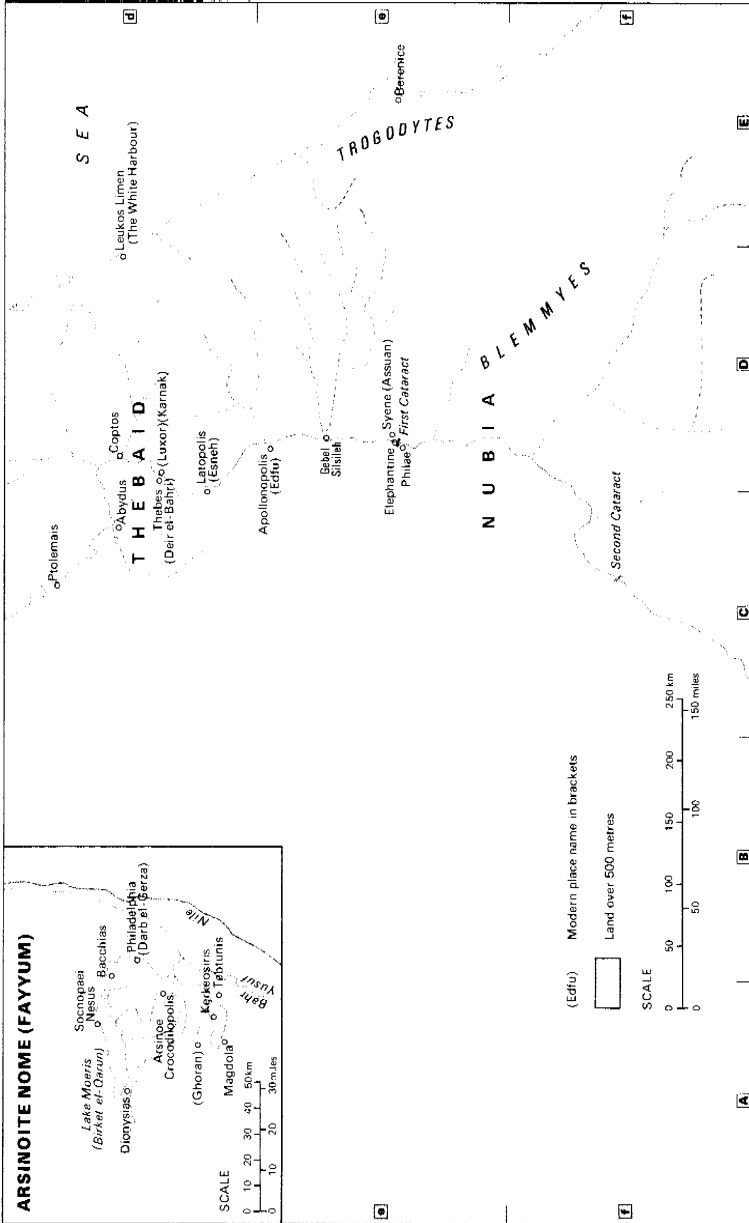 ARSINOITE NOME (FAYYUM)
Socnopaei
Nesus
Bacchias
Lake Moeris
(Birket el-Qarun)
Philadelphia
(Darb el-Gerza)
Dionysias
Arsinoe
Crocodilopolis
Nile
(Ghoran)
Kerkeosiris
Tebtunis
Bahr
Yusuf
Magdola
SCALE
0 10 20 30 40 50 km
0 10 20 30 miles
SEA
Ptolemais
Leukos Limen
(The White Harbour)
Coptos
Abydus
THEBAID
Thebes (Luxor)(Karnak)
(Deir el-Bahri)
Latopolis
(Esneh)
Apollonopolis
(Edfu)
Gebel
Silsileh
TROGODYTES
Berenice
Elephantine
Syene (Assuan)
Philae
First Cataract
NUBIA
BLEMMYES
Second Cataract
(Edfu) Modern place name in brackets
Land over 500 metres
SCALE
0 50 100 150 200 250 km
0 50 100 150 miles
d
e
f
e
f
A
B
C
D
E